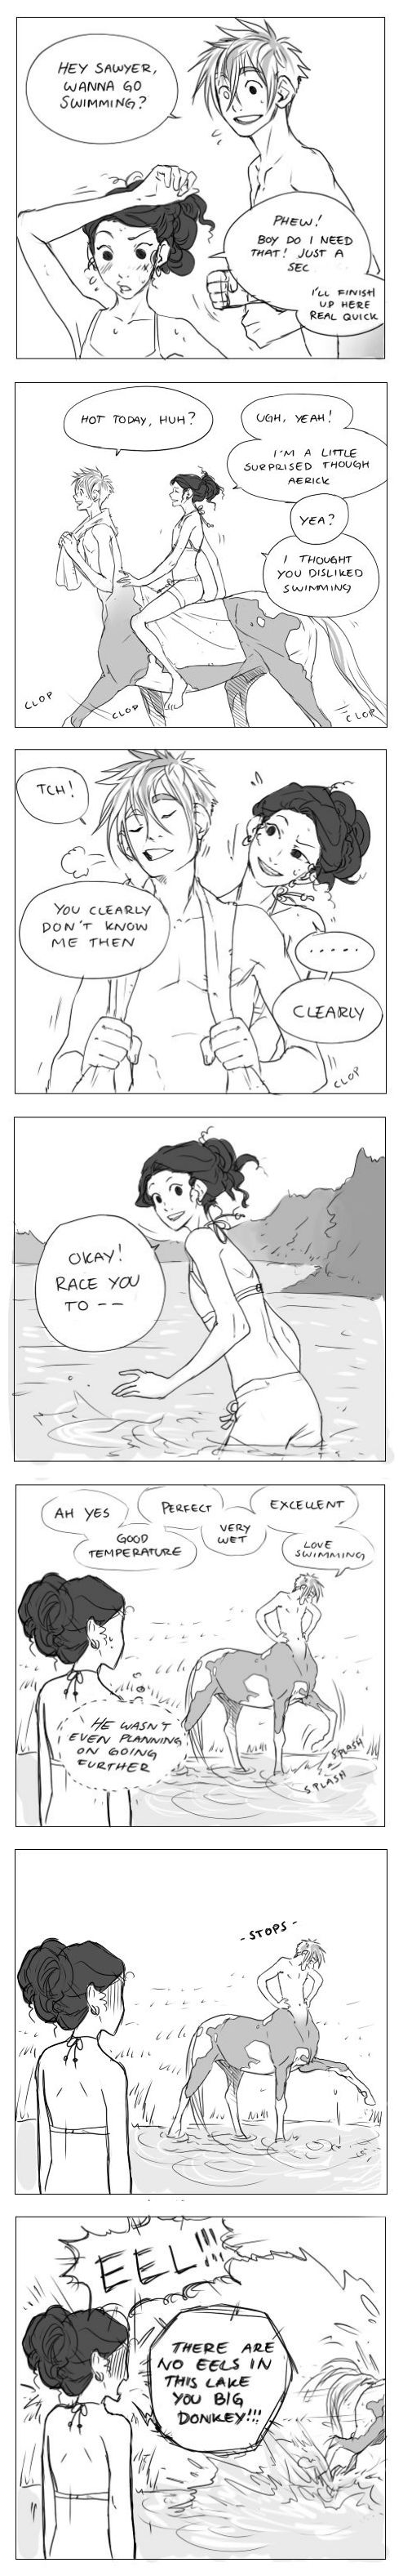 HEY SAWYER,
WANNA GO
SWIMMING?
PHEW!
BOY DO I NEED
THAT! JUST A
SEC
I'LL FINISH
UP HERE
REAL QUICK
HOT TODAY, HUH?
UGH, YEAH!
I'M A LITTLE
SURPRISED THOUGH
AERICK
YEA?
I THOUGHT
YOU DISLIKED
SWIMMING
CLOP
CLOP
CLOP
TCH!
YOU CLEARLY
DON'T KNOW
ME THEN
.....
CLEARLY
CLOP
OKAY!
RACE YOU
TO --
AH YES
GOOD
TEMPERATURE
PERFECT
VERY
WET
EXCELLENT
LOVE
SWIMMING
HE WASN'T
EVEN PLANNING
ON GOING
FURTHER
SPLASH
SPLASH
-STOPS-
EEL!!!
THERE ARE
NO EELS IN
THIS LAKE
YOU BIG
DONKEY!!!